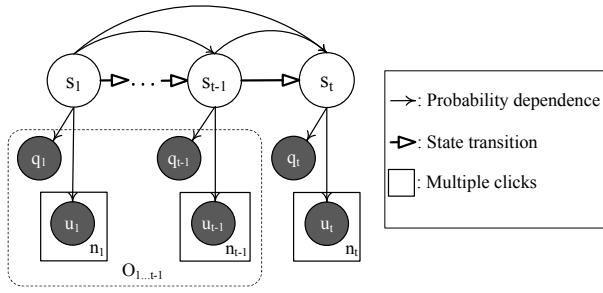 s1 ... st-1 st
q1 qt-1 qt
u1 ut-1 ut
n1 nt-1 nt
O1...t-1
: Probability dependence
: State transition
: Multiple clicks